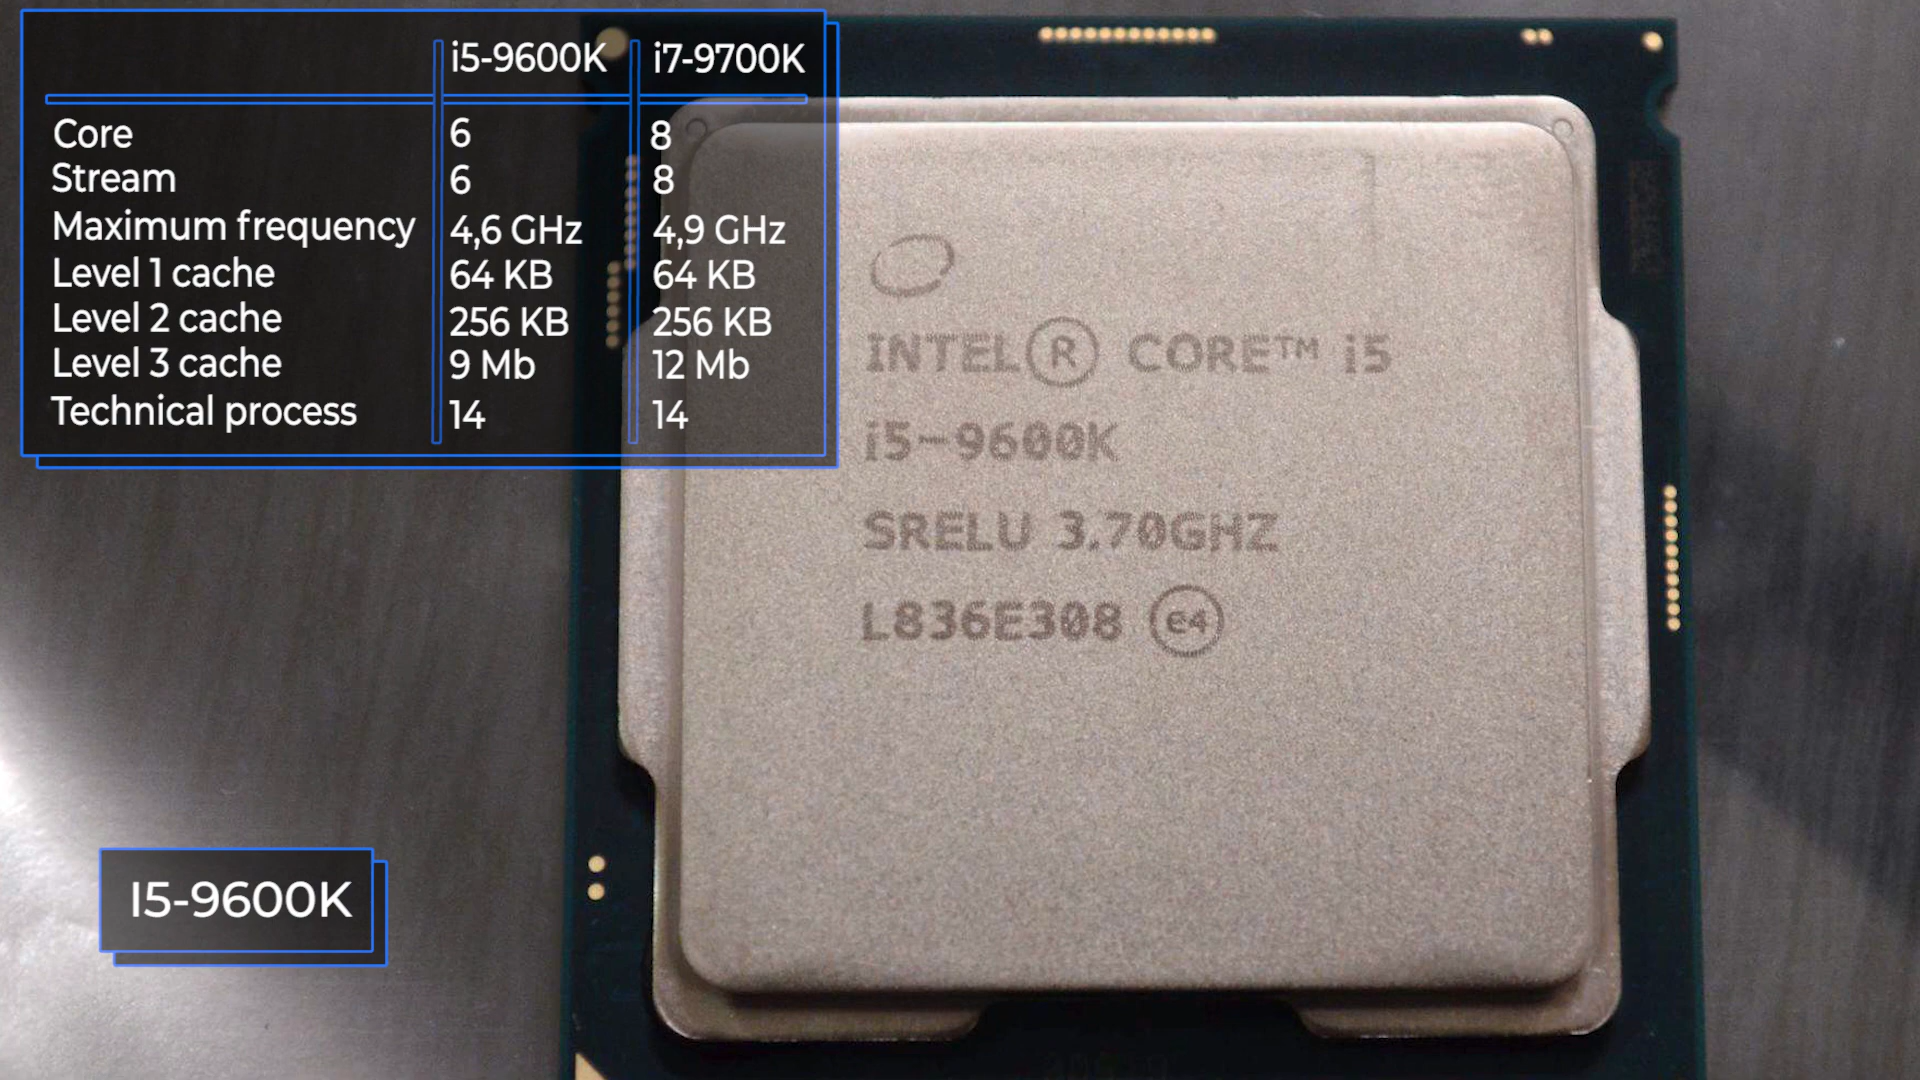 i5-9600K i7-9700K
Core 6 8
Stream 6 8
Maximum frequency 4,6 GHz 4,9 GHz
Level 1 cache 64 KB 64 KB
Level 2 cache 256 KB 256 KB
Level 3 cache 9 Mb 12 Mb
Technical process 14 14
INTEL® CORE™ i5
i5-9600K
SRELU 3.70GHZ
L836E308 e4
I5-9600K